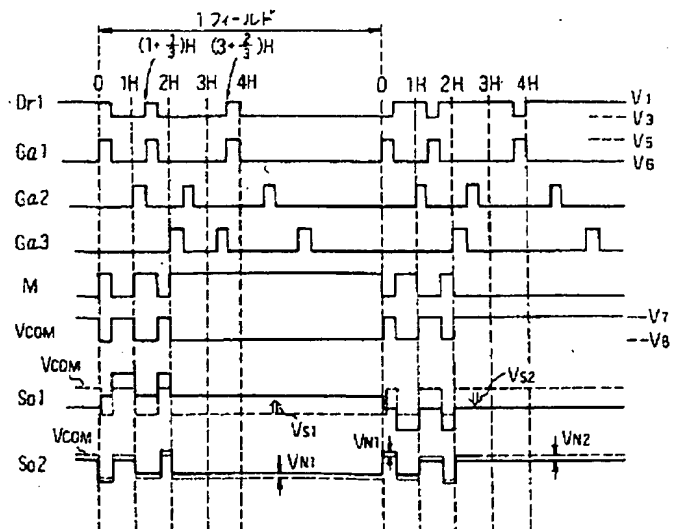 1フィールド
(1+1/3)H (3+2/3)H
0 1H 2H 3H 4H 0 1H 2H 3H 4H
Dr1 V1
V3
Ga1 V5
V6
Ga2
Ga3
M
VCOM V7
V8
VCOM
So1 VS1 VS2
VCOM VN1 VN1 VN2
So2